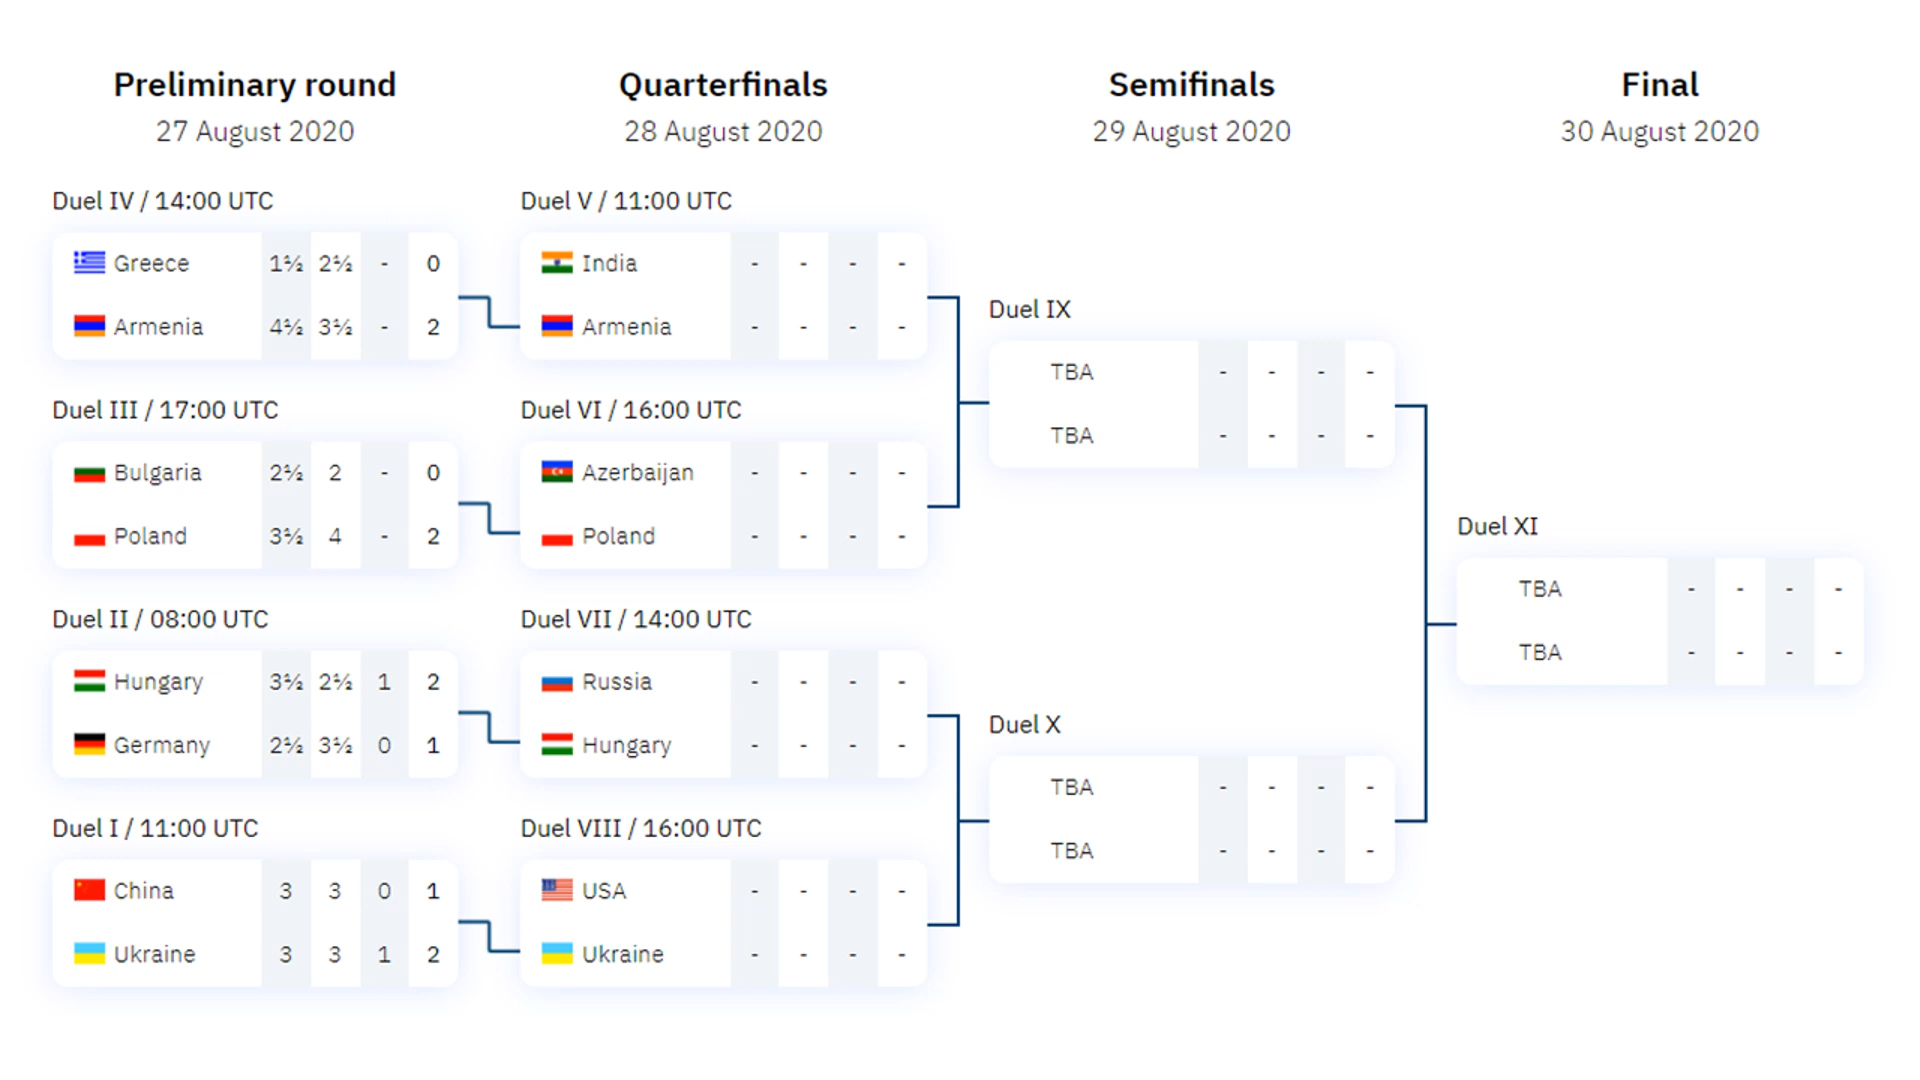 Preliminary round
27 August 2020
Duel IV / 14:00 UTC
Greece 1½ 2½ - 0
Armenia 4½ 3½ - 2
Duel III / 17:00 UTC
Bulgaria 2½ 2 - 0
Poland 3½ 4 - 2
Duel II / 08:00 UTC
Hungary 3½ 2½ 1 2
Germany 2½ 3½ 0 1
Duel I / 11:00 UTC
China 3 3 0 1
Ukraine 3 3 1 2
Quarterfinals
28 August 2020
Duel V / 11:00 UTC
India - - - -
Armenia - - - -
Duel VI / 16:00 UTC
Azerbaijan - - - -
Poland - - - -
Duel VII / 14:00 UTC
Russia - - - -
Hungary - - - -
Duel VIII / 16:00 UTC
USA - - - -
Ukraine - - - -
Semifinals
29 August 2020
Duel IX
TBA - - - -
TBA - - - -
Duel X
TBA - - - -
TBA - - - -
Final
30 August 2020
Duel XI
TBA - - - -
TBA - - - -